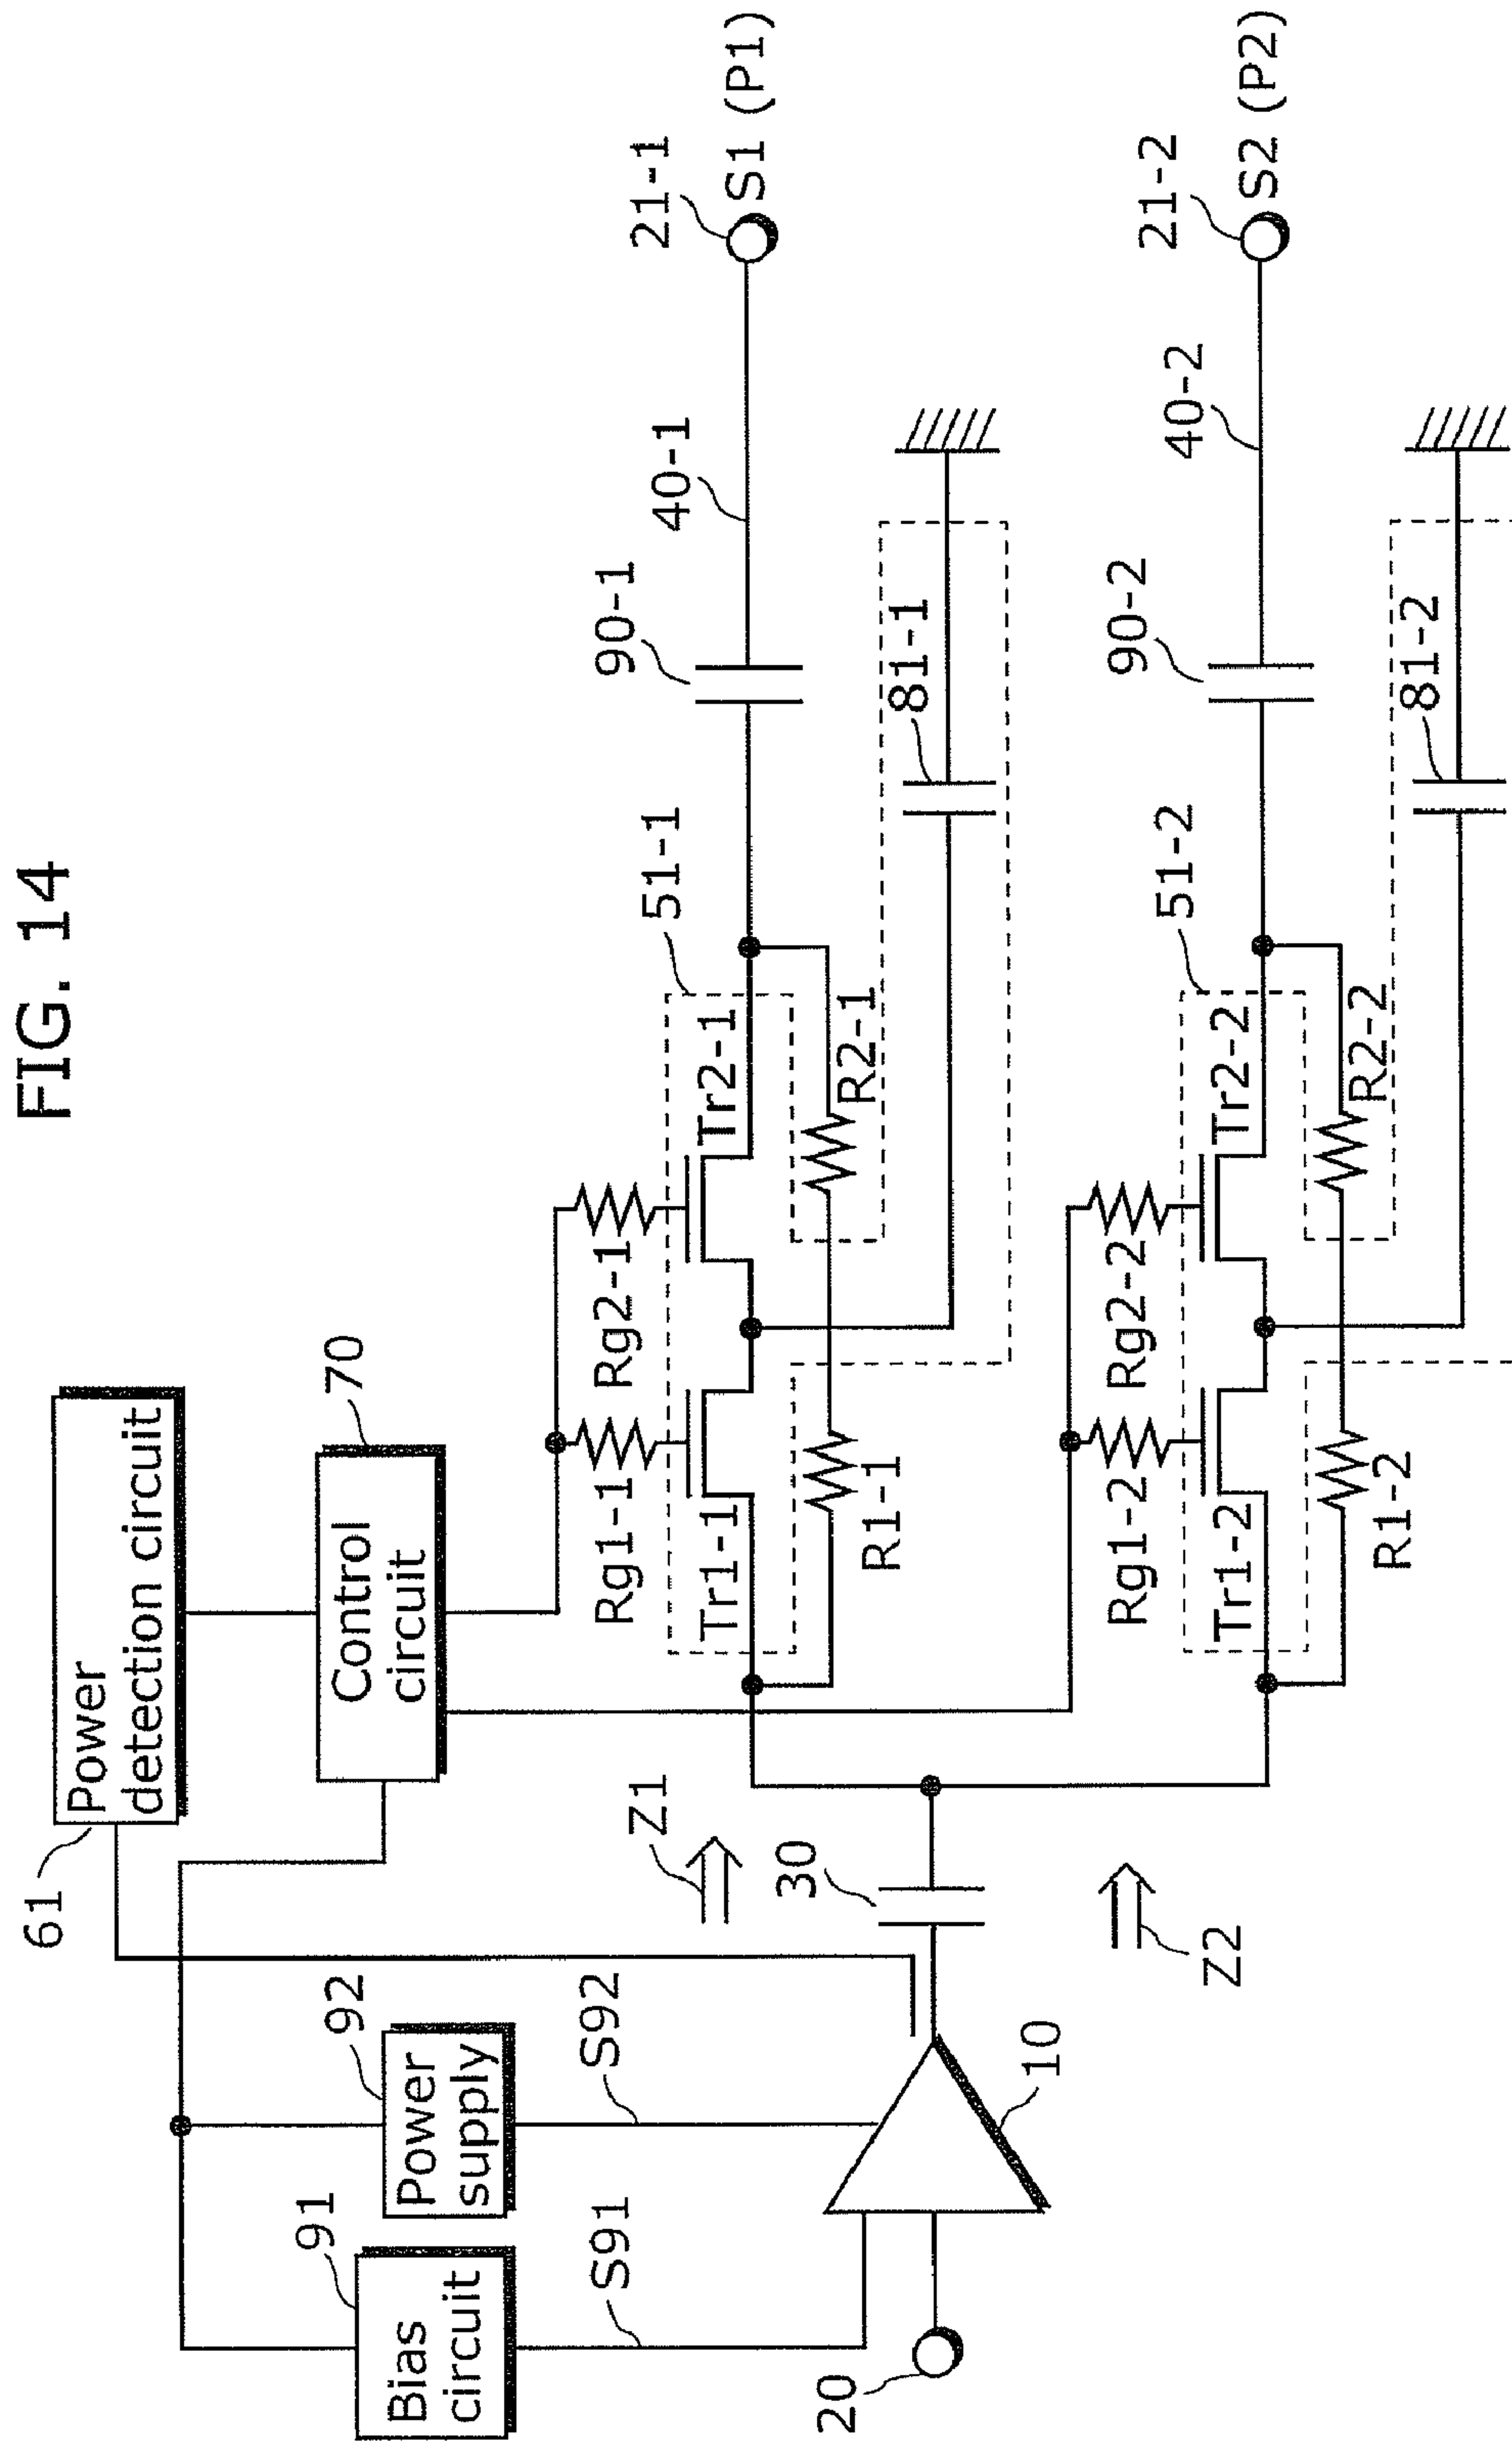 FIG. 14
61
Power
detection circuit
70
Control
circuit
91
Bias
circuit
92
Power
supply
S91
S92
20
10
30
Z1
Z2
Rg1-1
Rg2-1
Tr1-1
Tr2-1
51-1
R1-1
R2-1
81-1
90-1
40-1
21-1
S1 (P1)
Rg1-2
Rg2-2
Tr1-2
Tr2-2
51-2
R1-2
R2-2
81-2
90-2
40-2
21-2
S2 (P2)